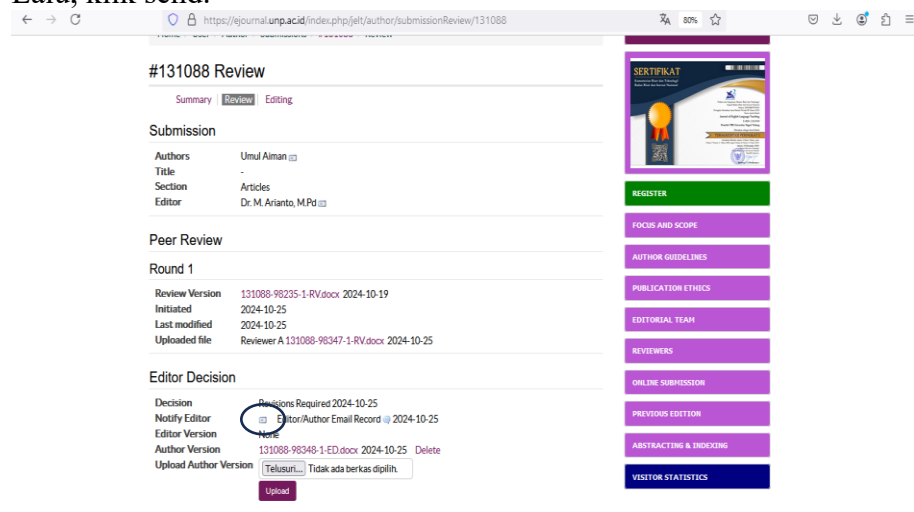 Lalu, klik send.
https://ejournal.unp.ac.id/index.php/jelt/author/submissionReview/131088
80%
#131088 Review
Summary Review Editing
Submission
Authors Umul Aiman
Title -
Section Articles
Editor Dr. M. Arianto, M.Pd
Peer Review
Round 1
Review Version 131088-98235-1-RV.docx 2024-10-19
Initiated 2024-10-25
Last modified 2024-10-25
Uploaded file Reviewer A 131088-98347-1-RV.docx 2024-10-25
Editor Decision
Decision Revisions Required 2024-10-25
Notify Editor Editor/Author Email Record 2024-10-25
Editor Version None
Author Version 131088-98348-1-ED.docx 2024-10-25 Delete
Upload Author Version Telusuri... Tidak ada berkas dipilih.
Upload
SERTIFIKAT
REGISTER
FOCUS AND SCOPE
AUTHOR GUIDELINES
PUBLICATION ETHICS
EDITORIAL TEAM
REVIEWERS
ONLINE SUBMISSION
PREVIOUS EDITION
ABSTRACTING & INDEXING
VISITOR STATISTICS